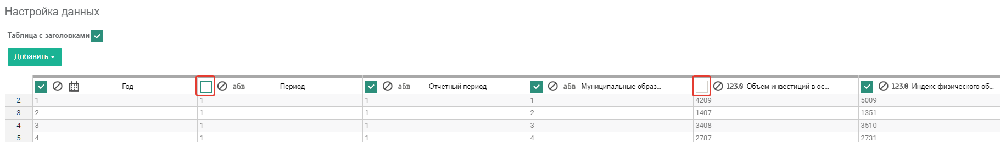 Настройка данных
Таблица с заголовками
Добавить
Год абв Период абв Отчетный период абв Муниципальные образ... 123.0 Объем инвестиций в ос... 123.0 Индекс физического об...
2 1 1 1 1 4209 5009
3 2 1 1 2 1407 1351
4 3 1 1 3 3408 3510
5 4 1 1 4 2787 2731